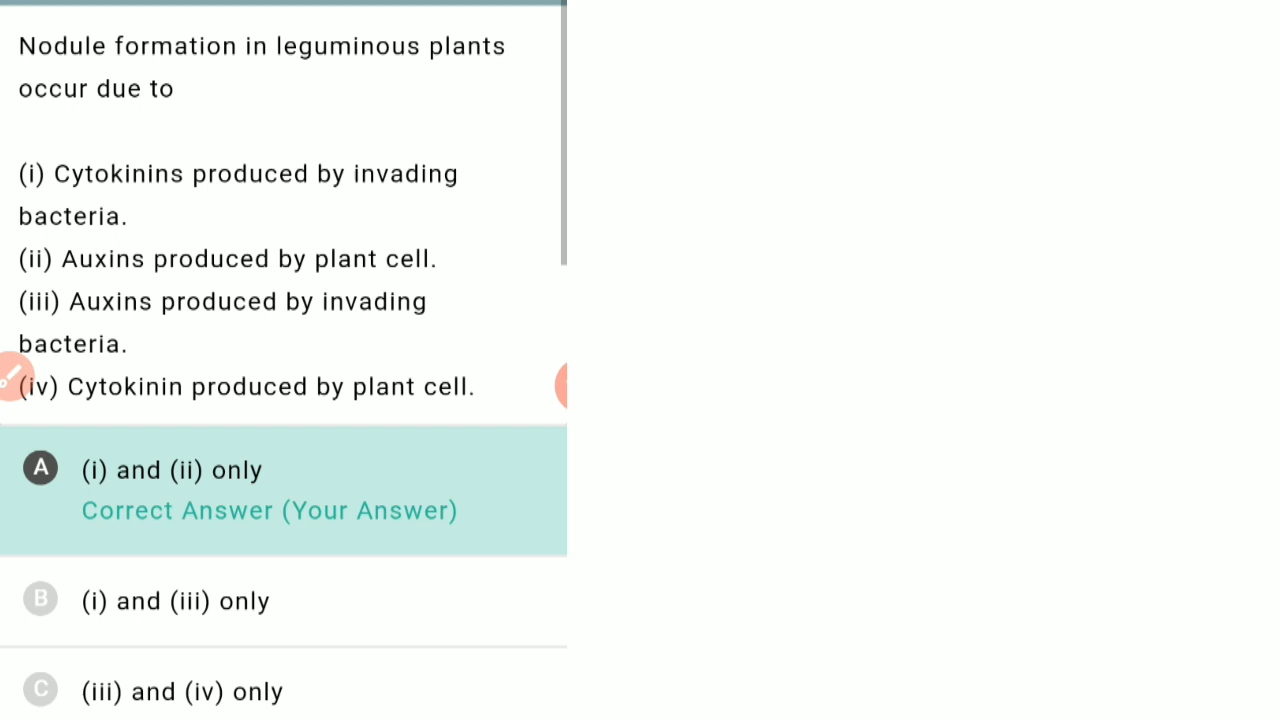 Nodule formation in leguminous plants
occur due to
(i) Cytokinins produced by invading
bacteria.
(ii) Auxins produced by plant cell.
(iii) Auxins produced by invading
bacteria.
(iv) Cytokinin produced by plant cell.
A (i) and (ii) only
Correct Answer (Your Answer)
B (i) and (iii) only
C (iii) and (iv) only